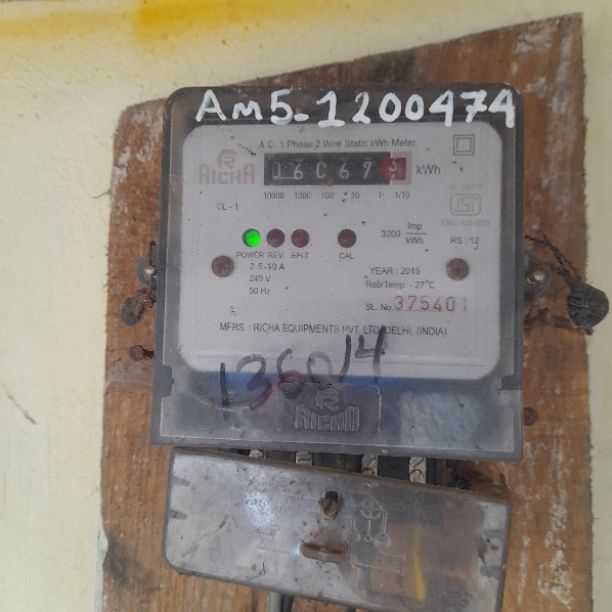 Am5-1200474
A.C. 1 Phase 2 Wire Static kWh Meter.
RICHA
kWh
10000 1000 100 10 1 1/10
CL - 1
3200 Imp/kWh
RS : 12
POWER REV. EFLT CAL
2.5-10 A
240 V
50 Hz
YEAR : 2015
Ref/Temp. - 27°C
SL. No. 375401
MFRS. : RICHA EQUIPMENTS PVT. LTD. DELHI, (INDIA)
RICHA